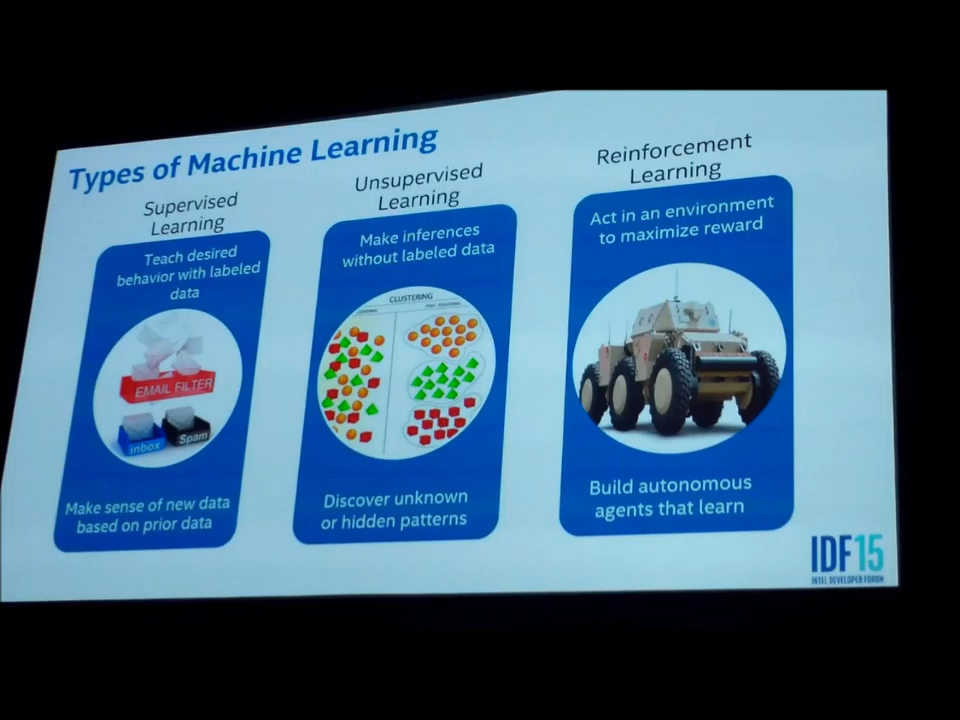 Types of Machine Learning
Supervised
Learning
Teach desired
behavior with labeled
data
EMAIL FILTER
Inbox
Spam
Make sense of new data
based on prior data
Unsupervised
Learning
Make inferences
without labeled data
CLUSTERING
Discover unknown
or hidden patterns
Reinforcement
Learning
Act in an environment
to maximize reward
Build autonomous
agents that learn
IDF15
INTEL DEVELOPER FORUM